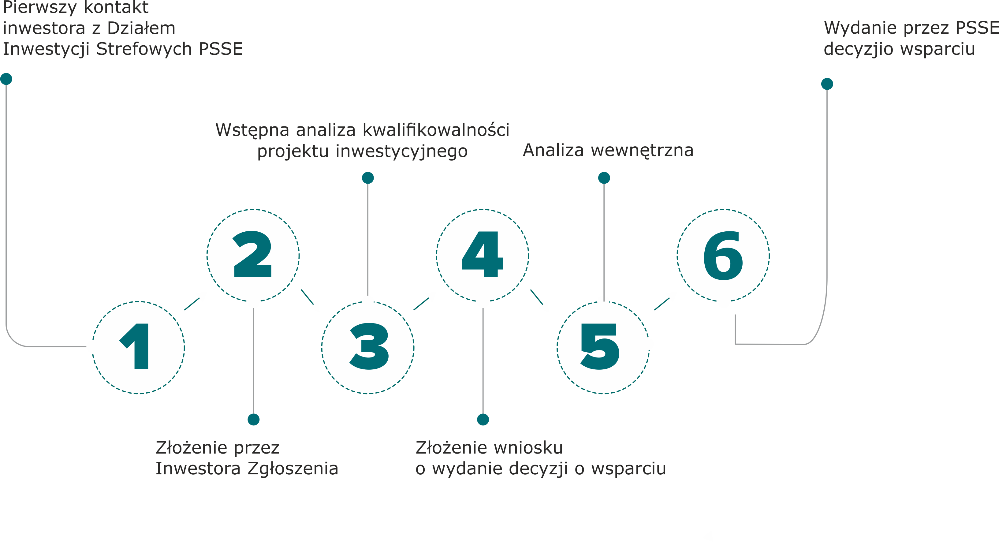 Pierwszy kontakt
inwestora z Działem
Inwestycji Strefowych PSSE
Wydanie przez PSSE
decyzjio wsparciu
Wstępna analiza kwalifikowalności
projektu inwestycyjnego
Analiza wewnętrzna
2
4
6
1
3
5
Złożenie przez
Inwestora Zgłoszenia
Złożenie wniosku
o wydanie decyzji o wsparciu